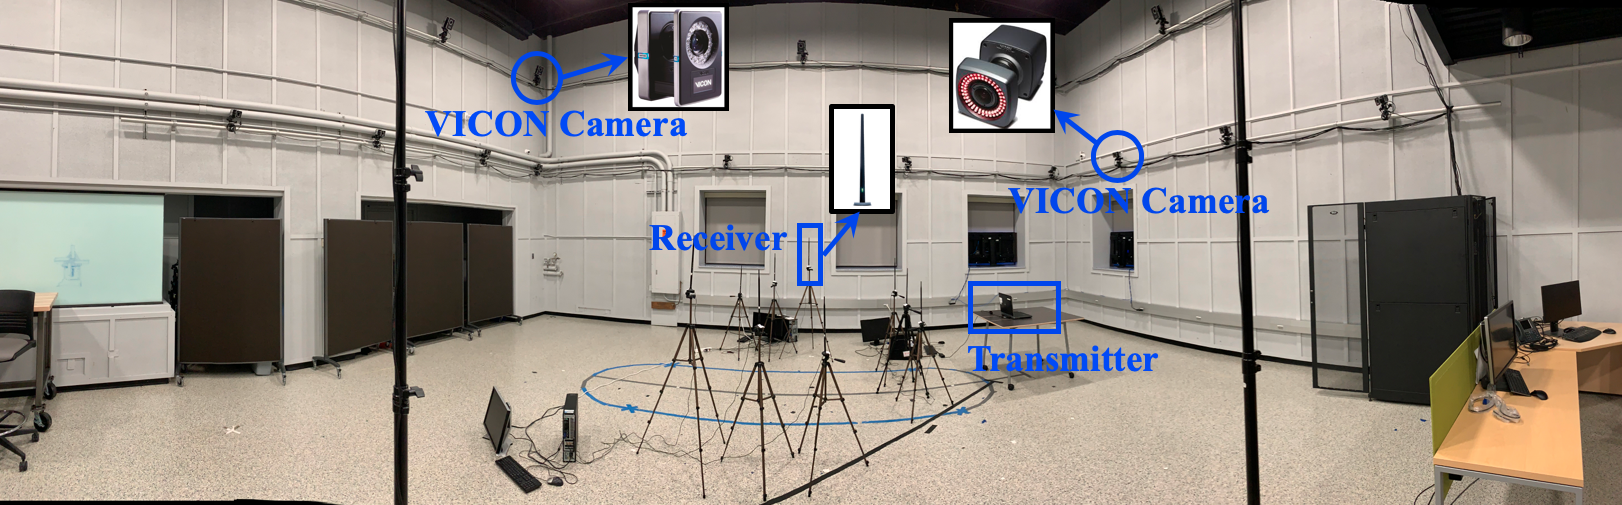 VICON
VICON Camera
VICON Camera
Receiver
Transmitter